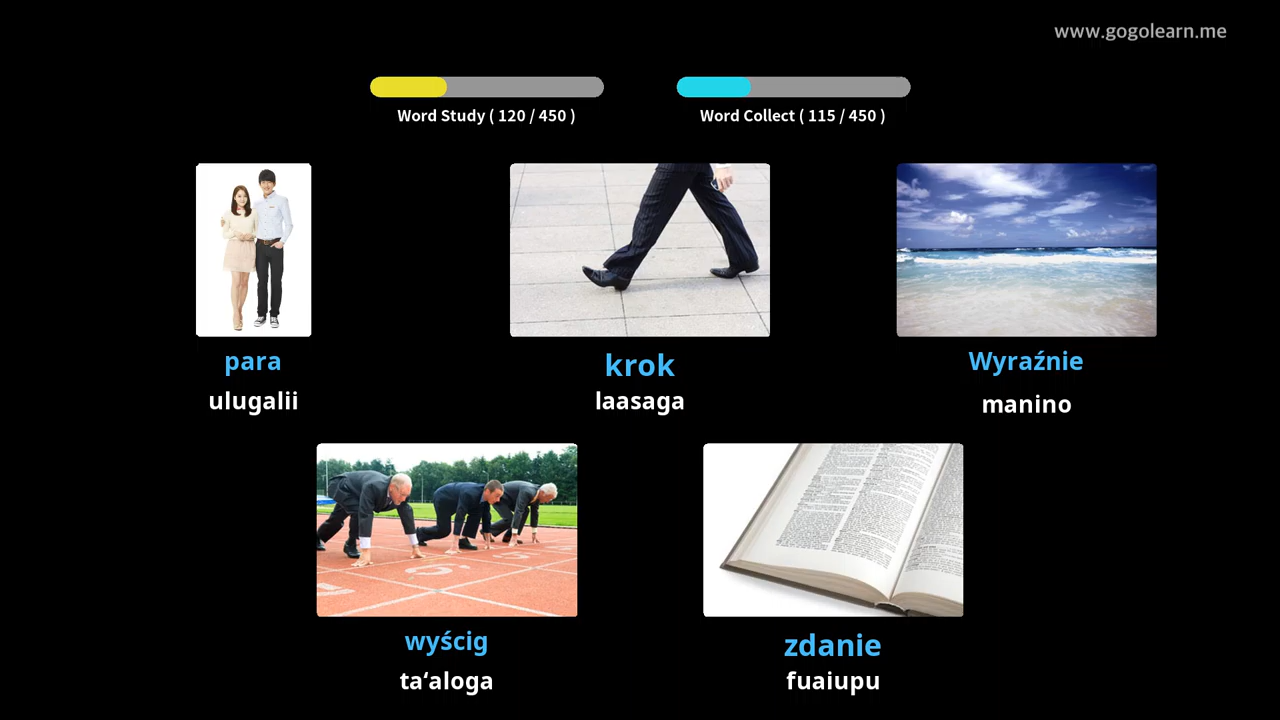 www.gogolearn.me
Word Study ( 120 / 450 )
Word Collect ( 115 / 450 )
para
ulugalii
krok
laasaga
Wyraźnie
manino
wyścig
ta‘aloga
zdanie
fuaiupu